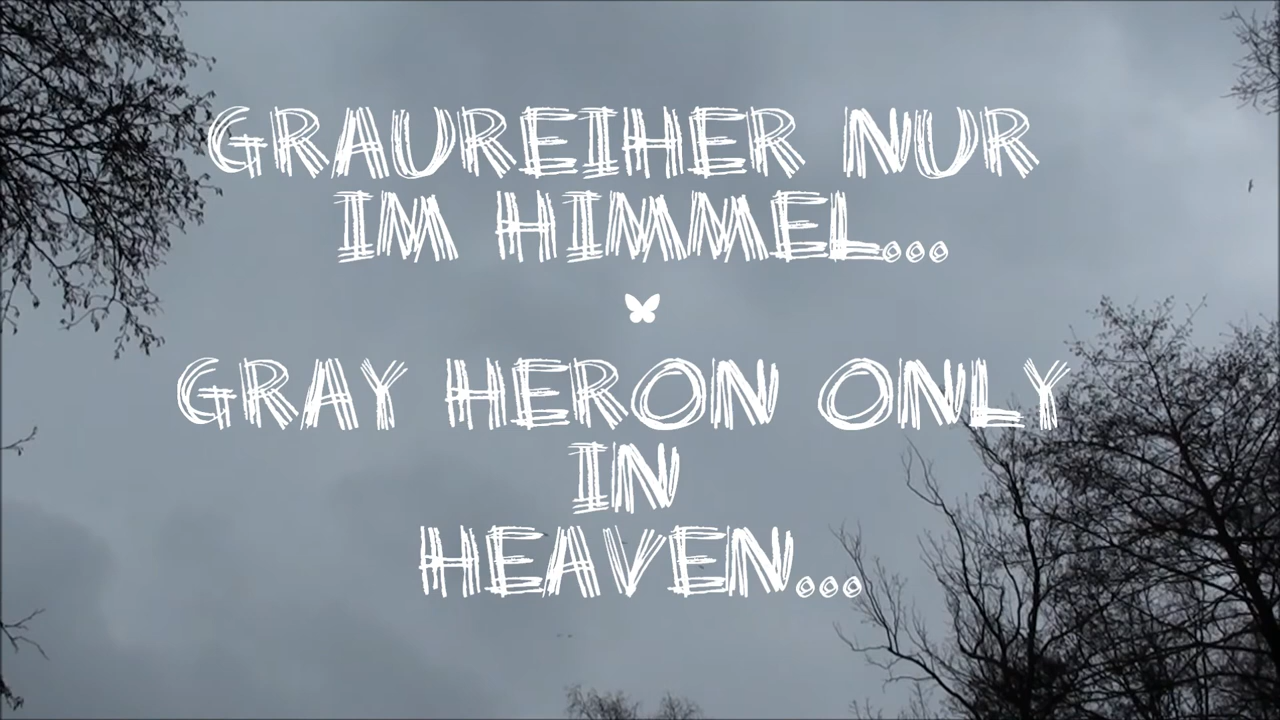 GRAUREIHER NUR
IM HIMMEL...
GRAY HERON ONLY
IN
HEAVEN...